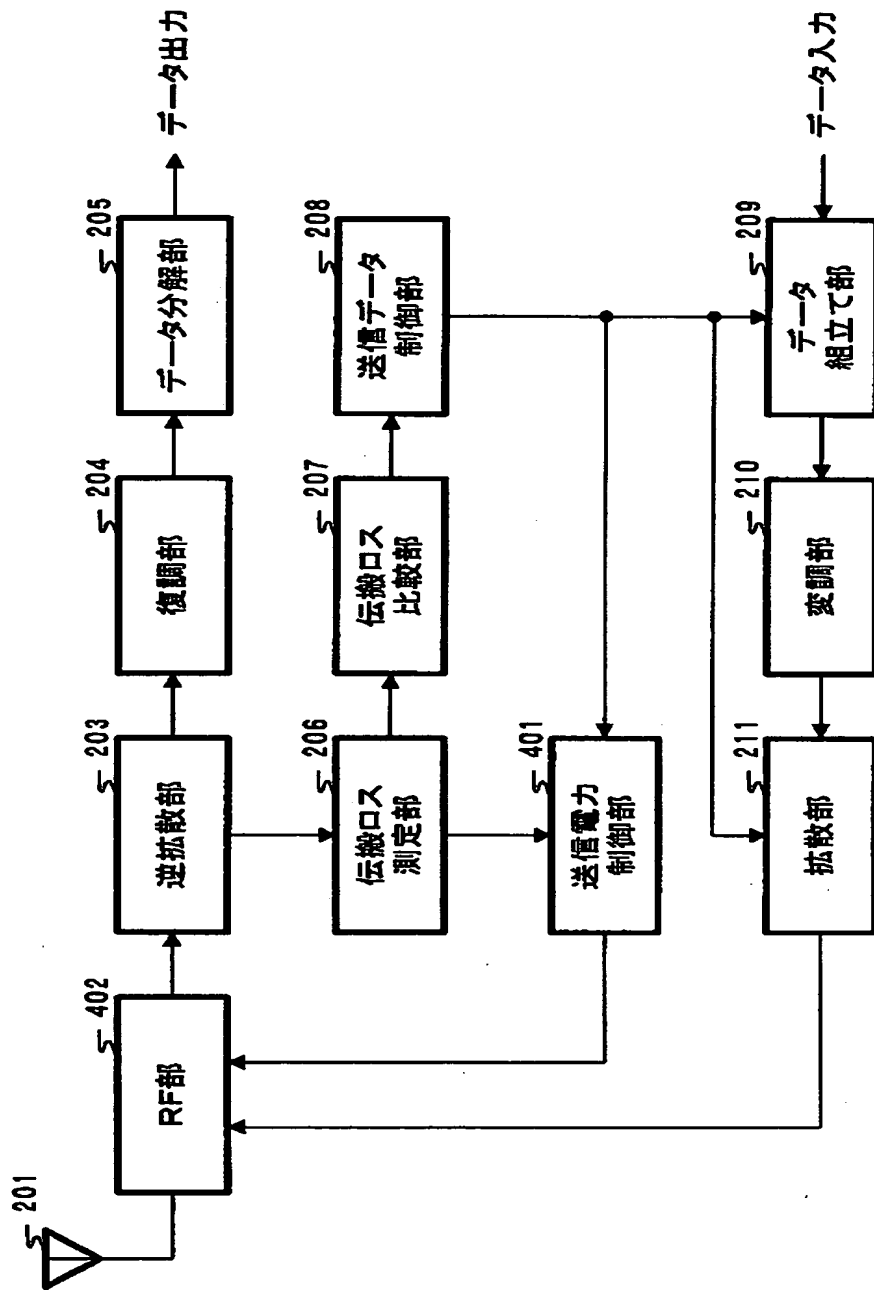 201
402
RF部
203
逆拡散部
204
復調部
205
データ分解部
データ出力
206
伝搬ロス
測定部
207
伝搬ロス
比較部
208
送信データ
制御部
401
送信電力
制御部
211
拡散部
210
変調部
209
データ
組立て部
データ入力